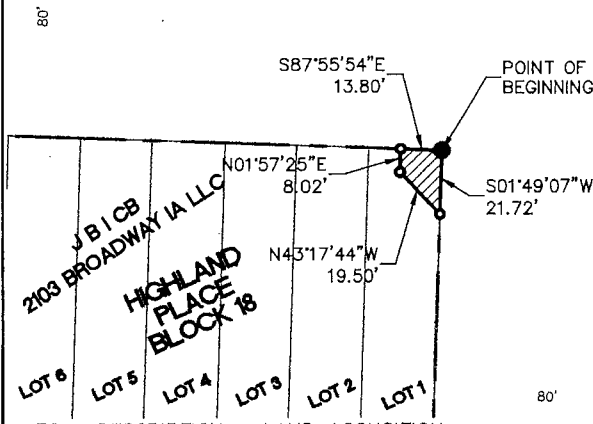 80'
S87°55'54"E
13.80'
POINT OF
BEGINNING
N01°57'25"E
8.02'
S01°49'07"W
21.72'
J B I CB
2103 BROADWAY IA LLC
N43°17'44"W
19.50'
HIGHLAND
PLACE
BLOCK 18
LOT 6
LOT 5
LOT 4
LOT 3
LOT 2
LOT 1
80'